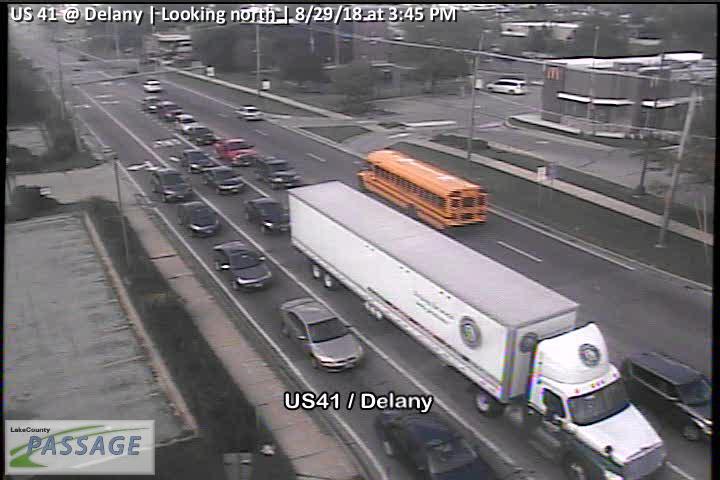 US 41 @ Delany | Looking north | 8/29/18 at 3:45 PM
US41 / Delany
LakeCounty
PASSAGE